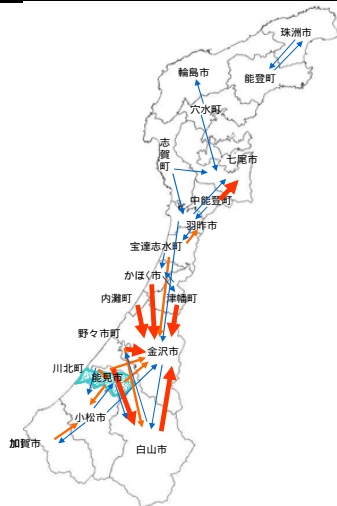 珠洲市
輪島市
能登町
穴水町
志
賀
町
七尾市
中能登町
羽昨市
宝達志水町
かほく市
内灘町
津幡町
野々市町
金沢市
川北町
能見市
小松市
加賀市
白山市